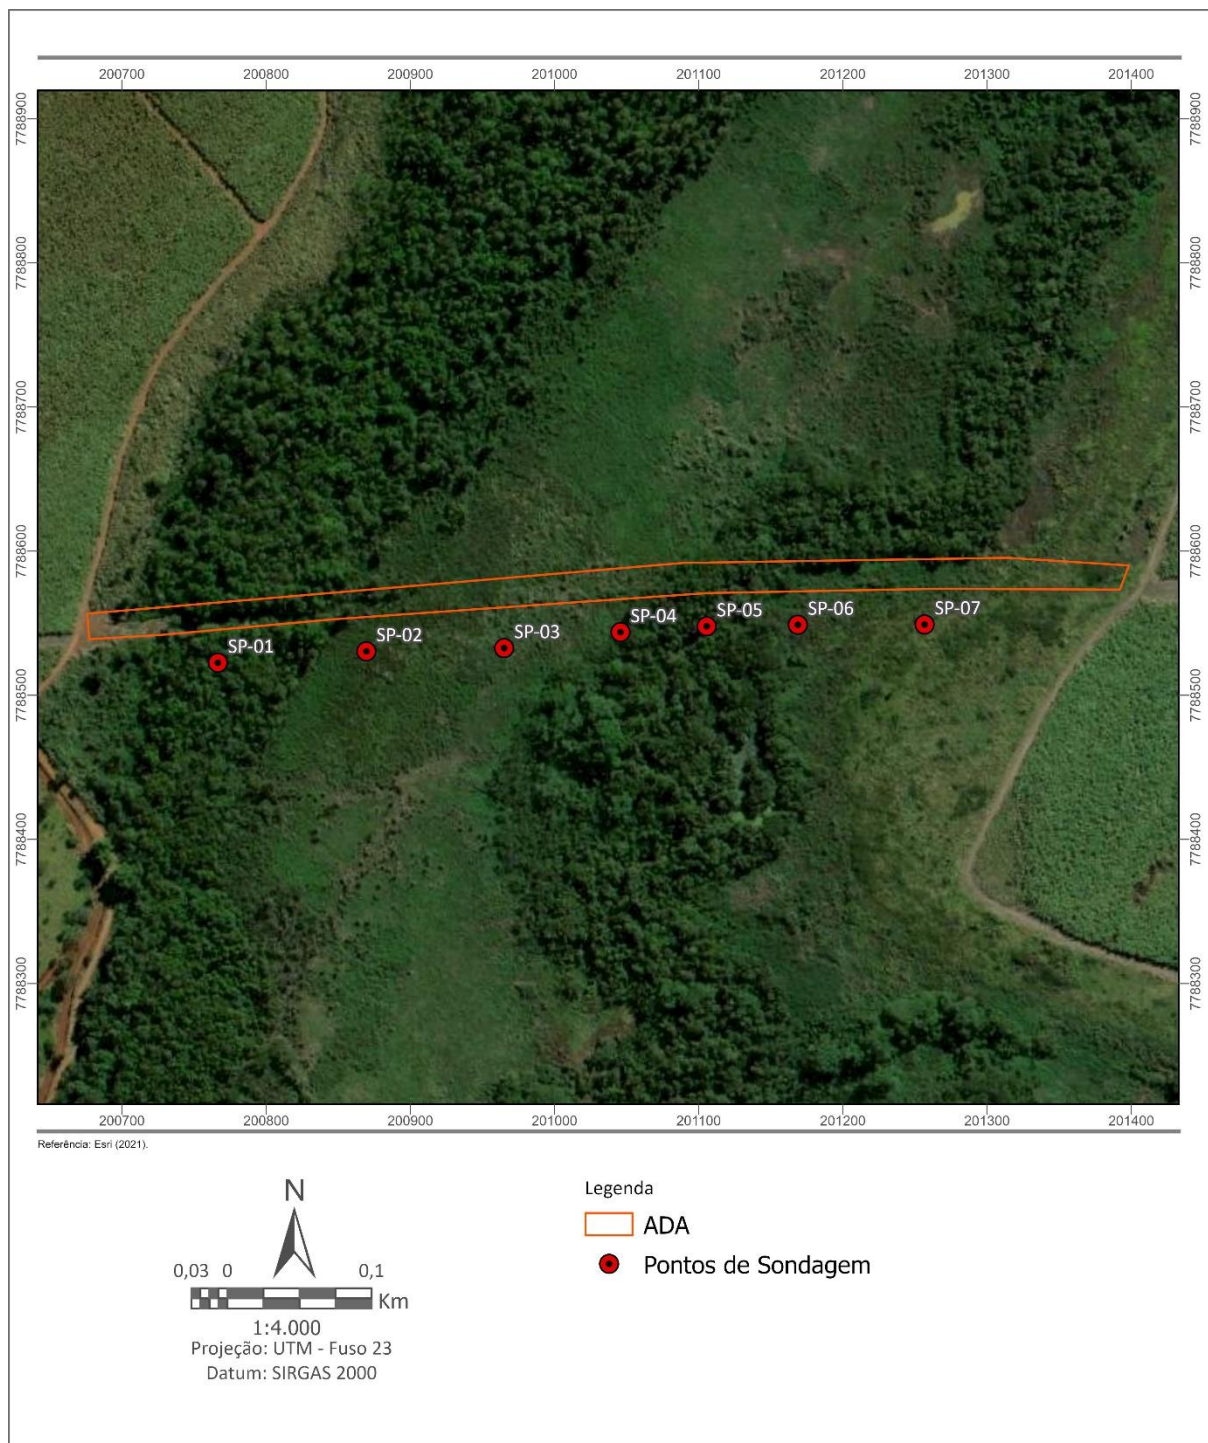 200700 200800 200900 201000 201100 201200 201300 201400
7788900 7788900
7788800 7788800
7788700 7788700
7788600 7788600
SP-01 SP-02 SP-03 SP-04 SP-05 SP-06 SP-07
7788500 7788500
7788400 7788400
7788300 7788300
200700 200800 200900 201000 201100 201200 201300 201400
Referência: Esri (2021).
N
0,03 0 0,1
Km
1:4.000
Projeção: UTM - Fuso 23
Datum: SIRGAS 2000
Legenda
ADA
Pontos de Sondagem